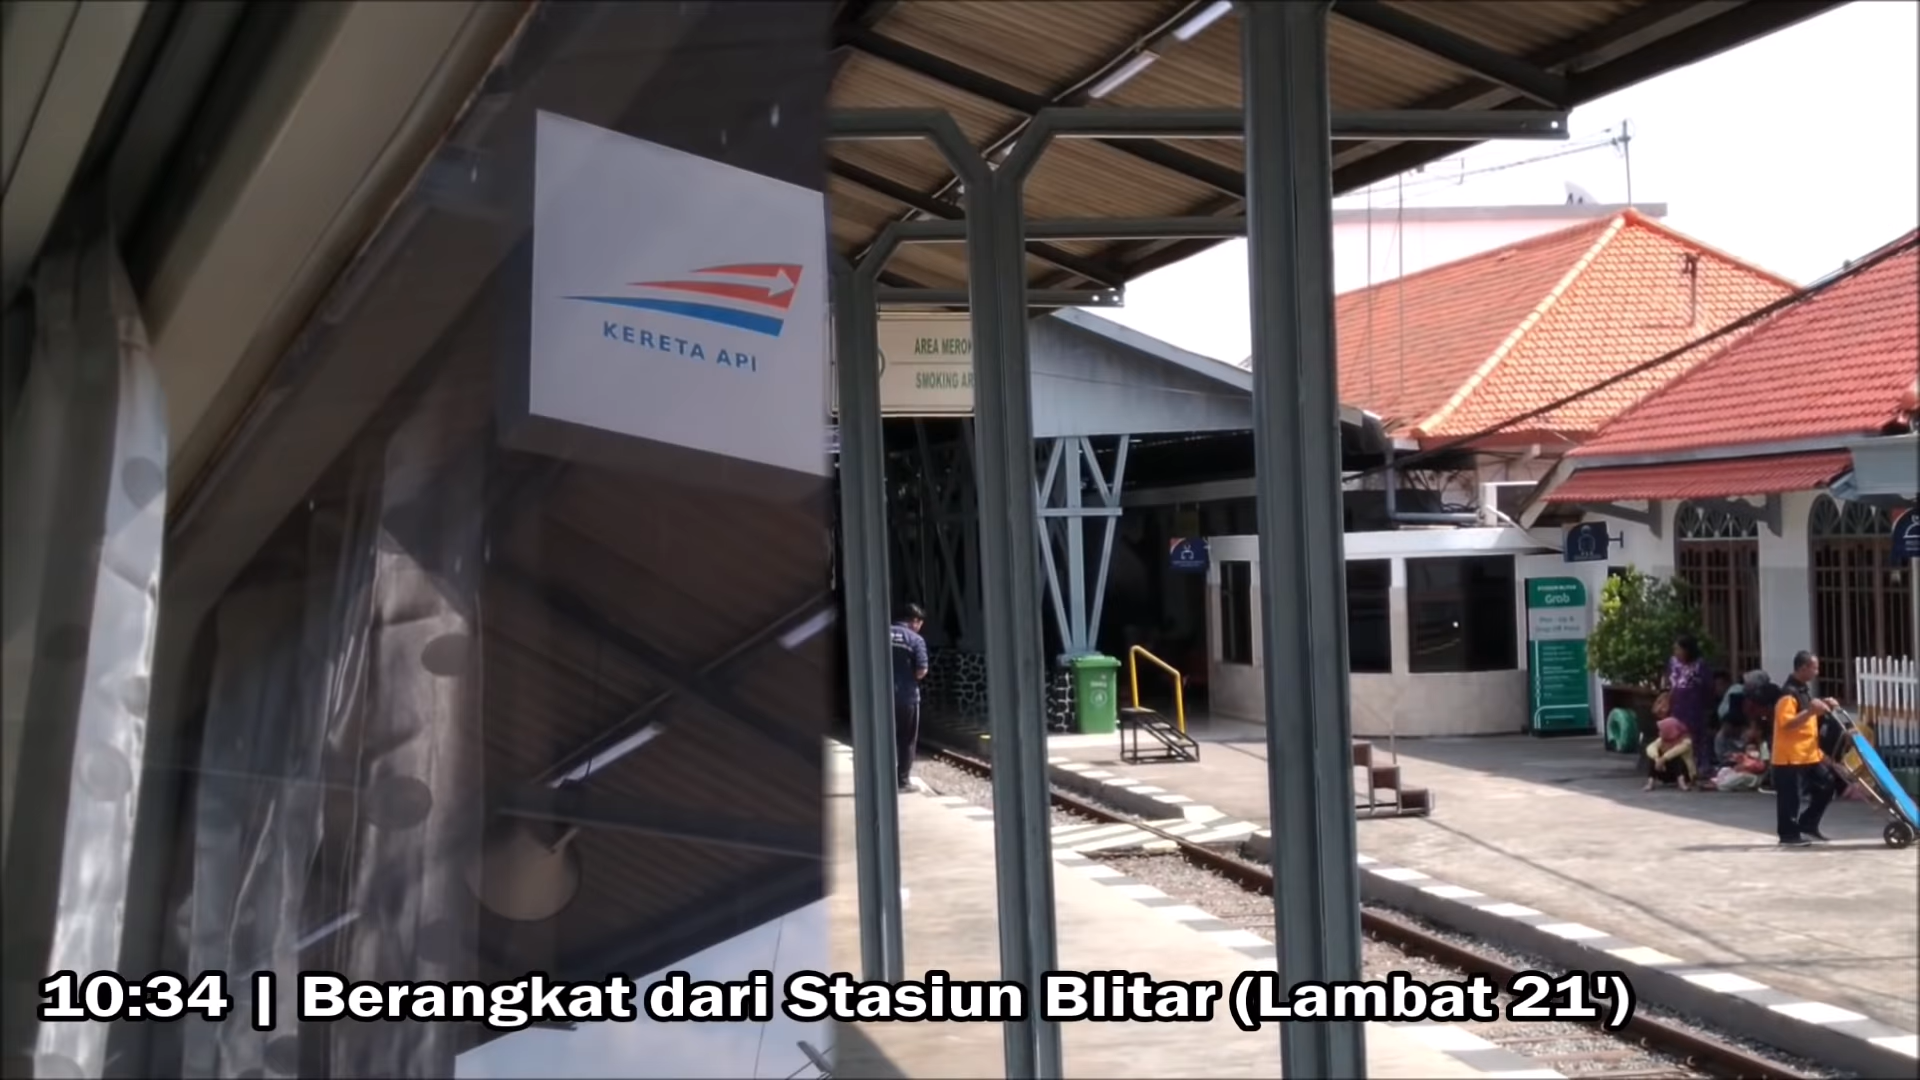 KERETA API
AREA MEROK
SMOKING AR
Grab
10:34 | Berangkat dari Stasiun Blitar (Lambat 21')